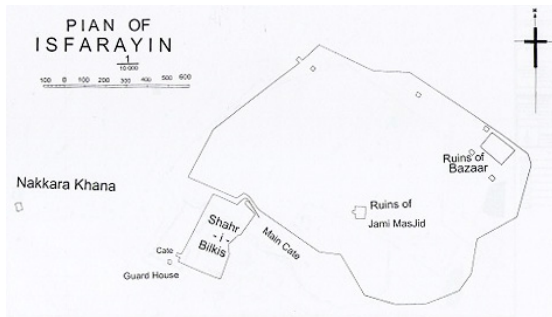 PIAN OF
ISFARAYIN
1
10 000
100 0 100 200 300 400 500 600
Nakkara Khana
Ruins of
Bazaar
Ruins of
Jami MasJid
Shahr
- i -
Bilkis
Main Cate
Cate
Guard House